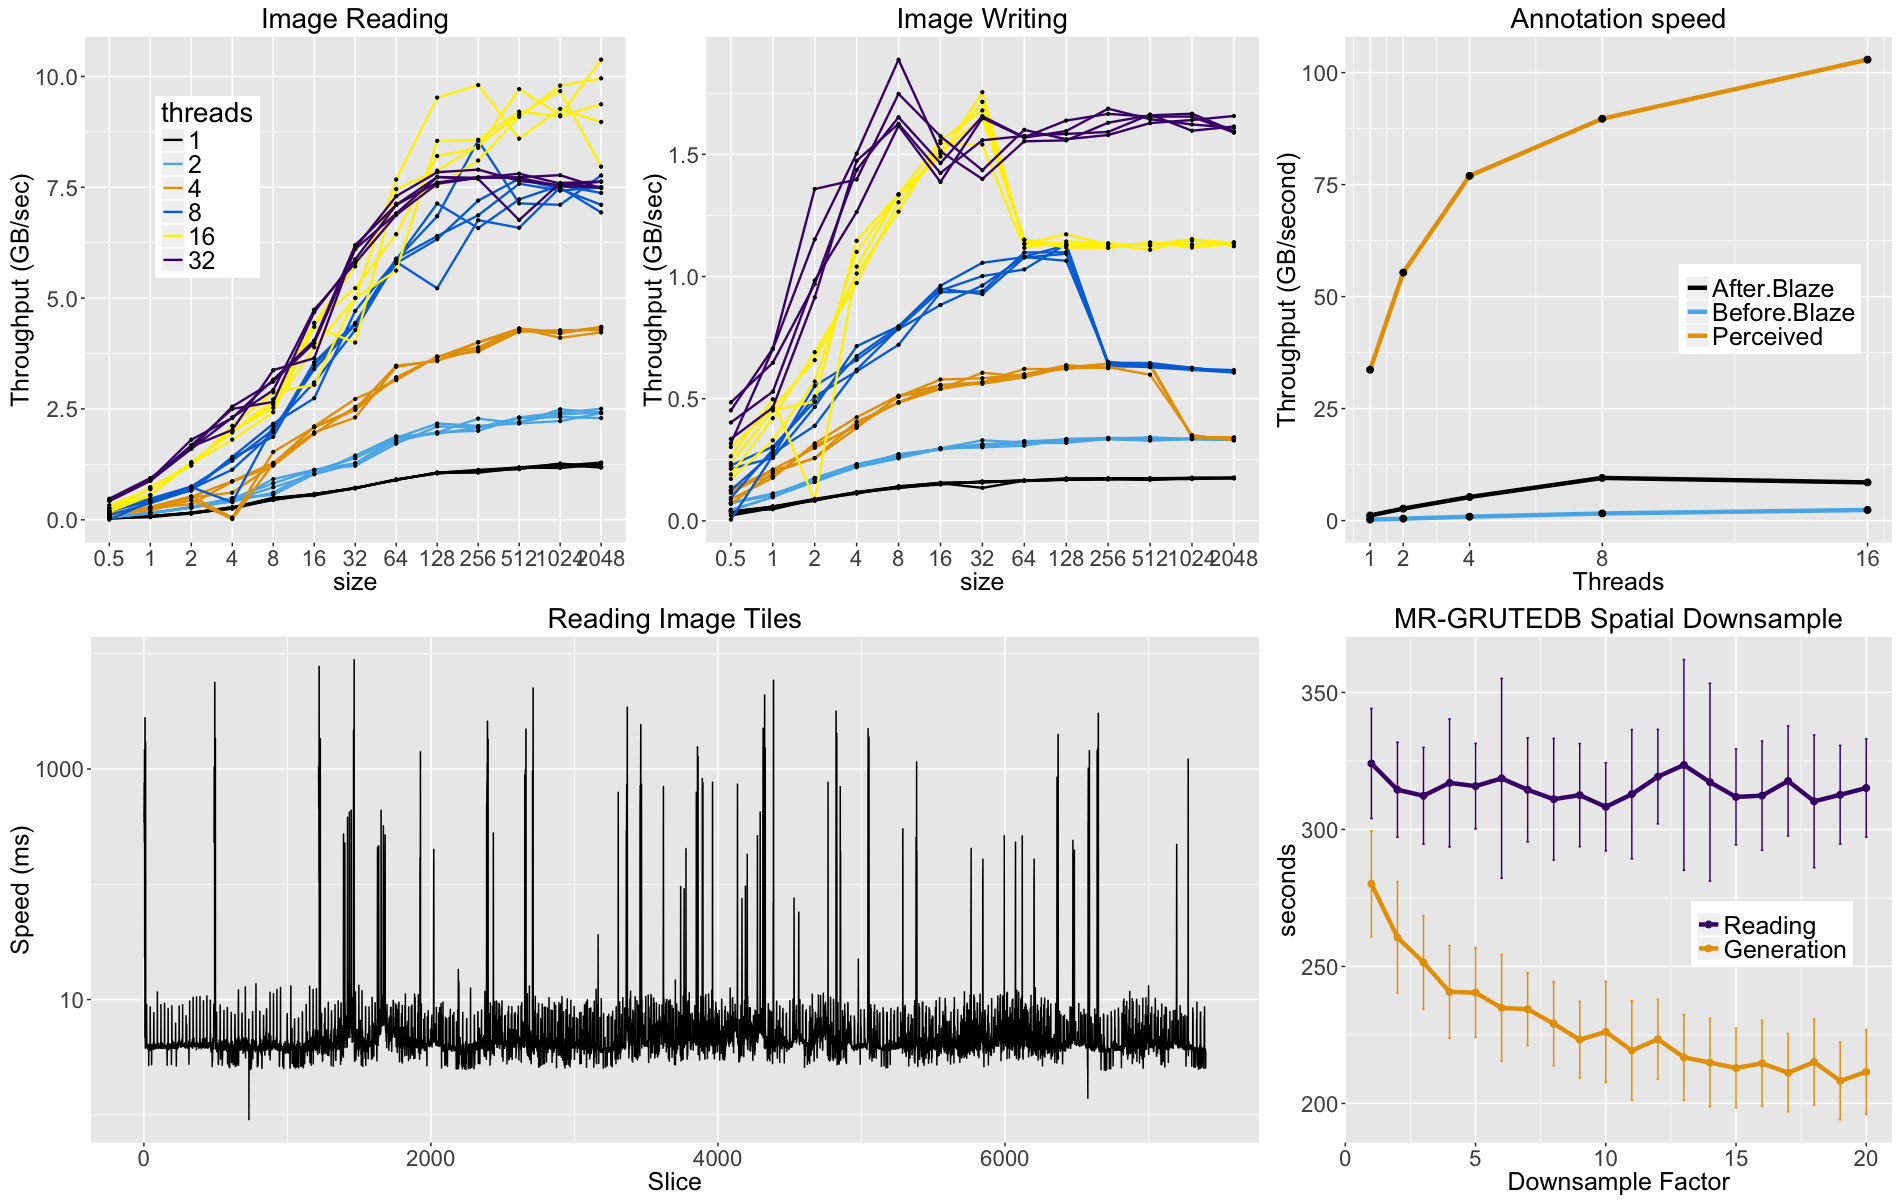 Image Reading
Throughput (GB/sec)
10.0
7.5
5.0
2.5
0.0
threads
1
2
4
8
16
32
0.5 1 2 4 8 16 32 64 128 256 512 1024 2048
size
Image Writing
Throughput (GB/sec)
1.5
1.0
0.5
0.0
0.5 1 2 4 8 16 32 64 128 256 512 1024 2048
size
Annotation speed
Throughput (GB/second)
100
75
50
25
0
After.Blaze
Before.Blaze
Perceived
1 2 4 8 16
Threads
Reading Image Tiles
Speed (ms)
1000
10
0 2000 4000 6000
Slice
MR-GRUTEDB Spatial Downsample
seconds
350
300
250
200
Reading
Generation
0 5 10 15 20
Downsample Factor